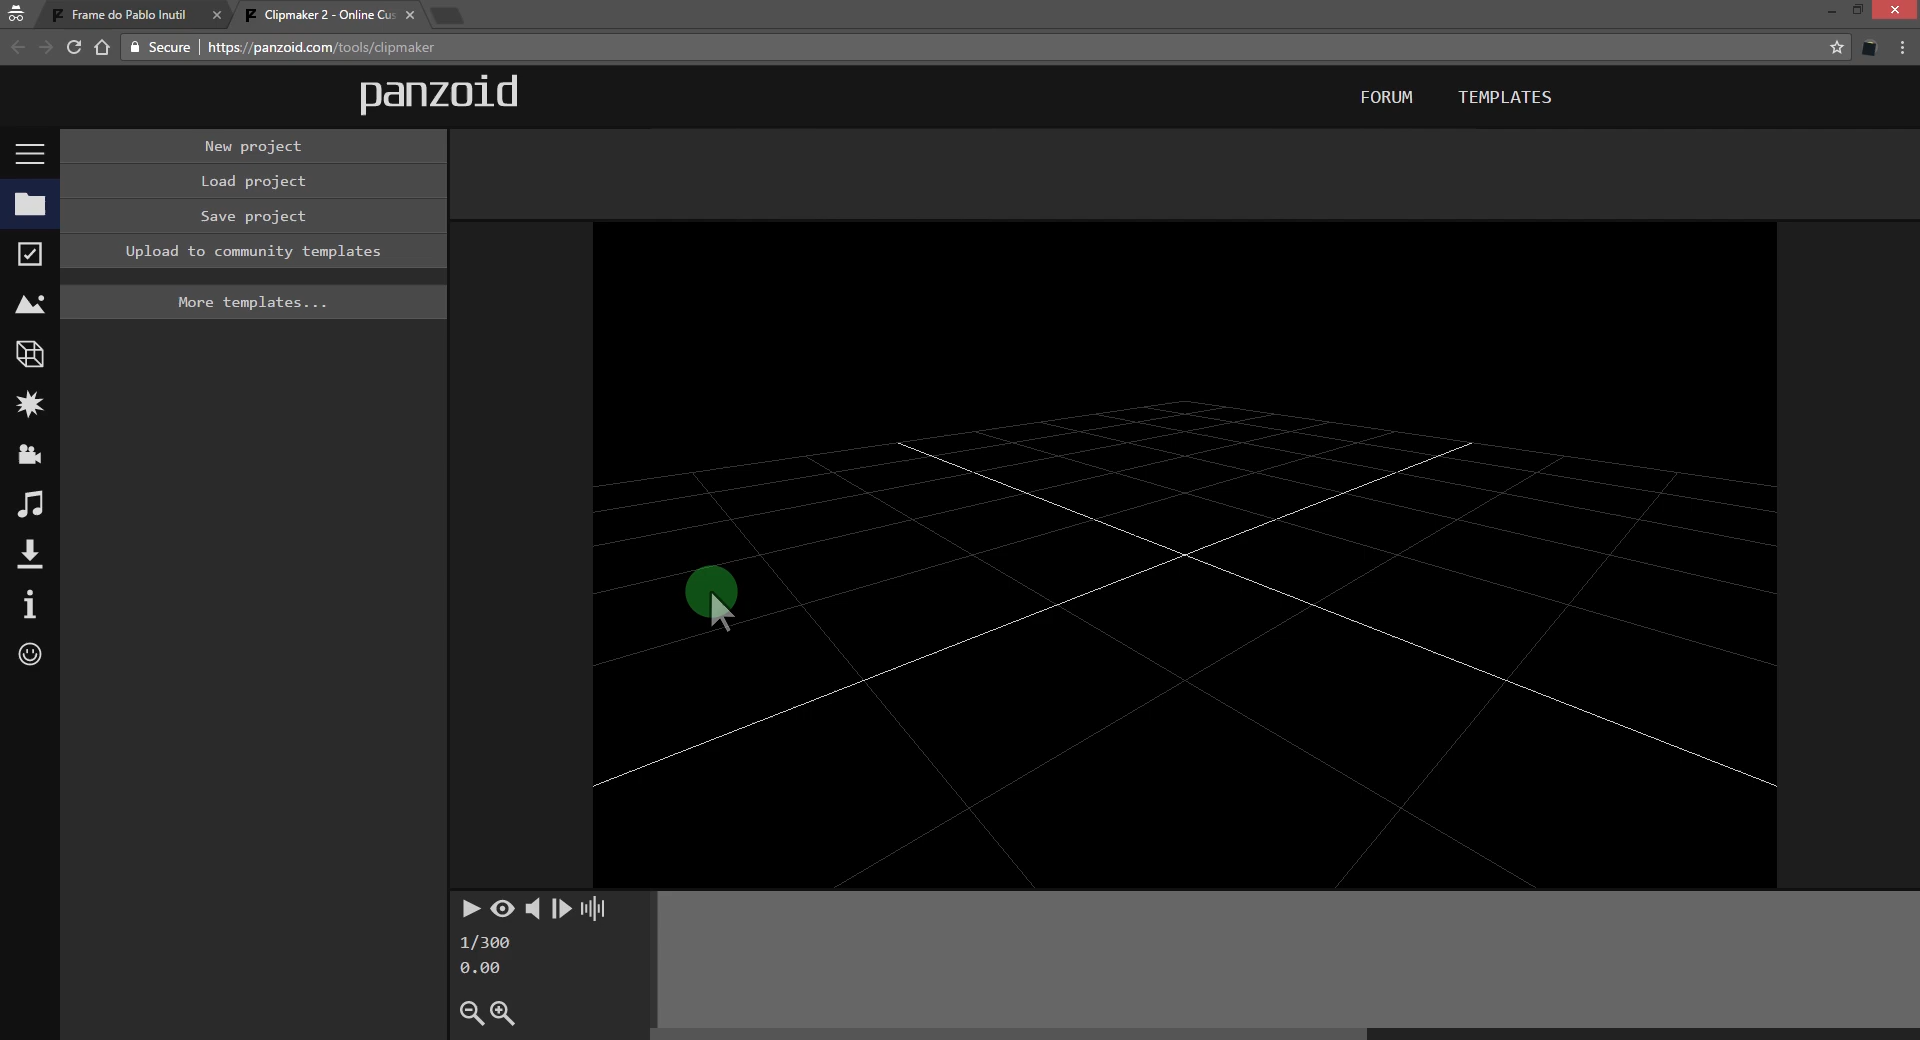 Frame do Pablo Inutil
Clipmaker 2 - Online Cus
Secure
https://panzoid.com/tools/clipmaker
panzoid
FORUM
TEMPLATES
New project
Load project
Save project
Upload to community templates
More templates...
1/300
0.00